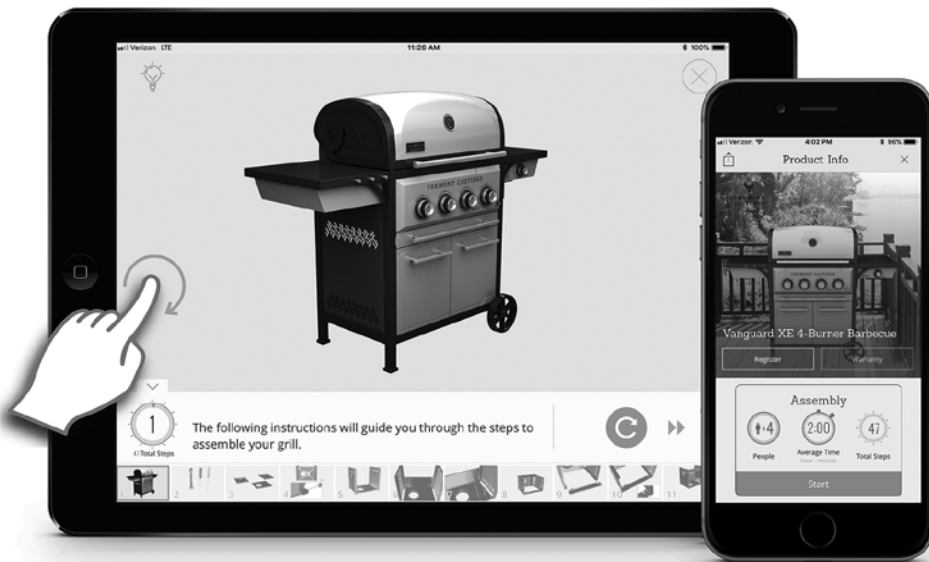 Verizon LTE
11:20 AM
100%
VERMONT CASTINGS
1
47 Total Steps
The following instructions will guide you through the steps to
assemble your grill.
1 2 3 4 5 6 7 8 9 10 11
Verizon
4:02 PM
96%
Product Info
VERMONT CASTINGS
Vanguard XE 4-Burner Barbecue
Register
Warranty
Assembly
4
2:00
47
People
Average Time
Total Steps
Start